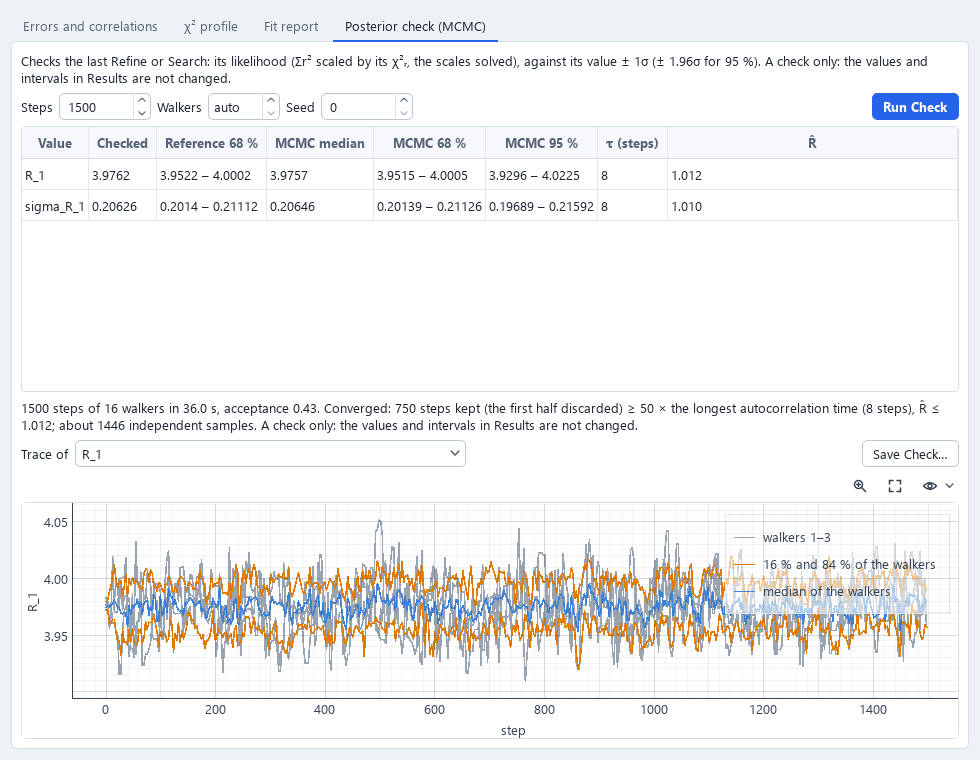 Errors and correlations χ² profile Fit report Posterior check (MCMC)
Checks the last Refine or Search: its likelihood (Σr² scaled by its χ²ᵣ, the scales solved), against its value ± 1σ (± 1.96σ for 95 %). A check only: the values and
intervals in Results are not changed.
Steps 1500 Walkers auto Seed 0 Run Check
Value Checked Reference 68 % MCMC median MCMC 68 % MCMC 95 % τ (steps) R̂
R_1 3.9762 3.9522 – 4.0002 3.9757 3.9515 – 4.0005 3.9296 – 4.0225 8 1.012
sigma_R_1 0.20626 0.2014 – 0.21112 0.20646 0.20139 – 0.21126 0.19689 – 0.21592 8 1.010
1500 steps of 16 walkers in 36.0 s, acceptance 0.43. Converged: 750 steps kept (the first half discarded) ≥ 50 × the longest autocorrelation time (8 steps), R̂ ≤
1.012; about 1446 independent samples. A check only: the values and intervals in Results are not changed.
Trace of R_1 Save Check...
4.05
4.00
3.95
R_1
walkers 1–3
16 % and 84 % of the walkers
median of the walkers
0 200 400 600 800 1000 1200 1400
step